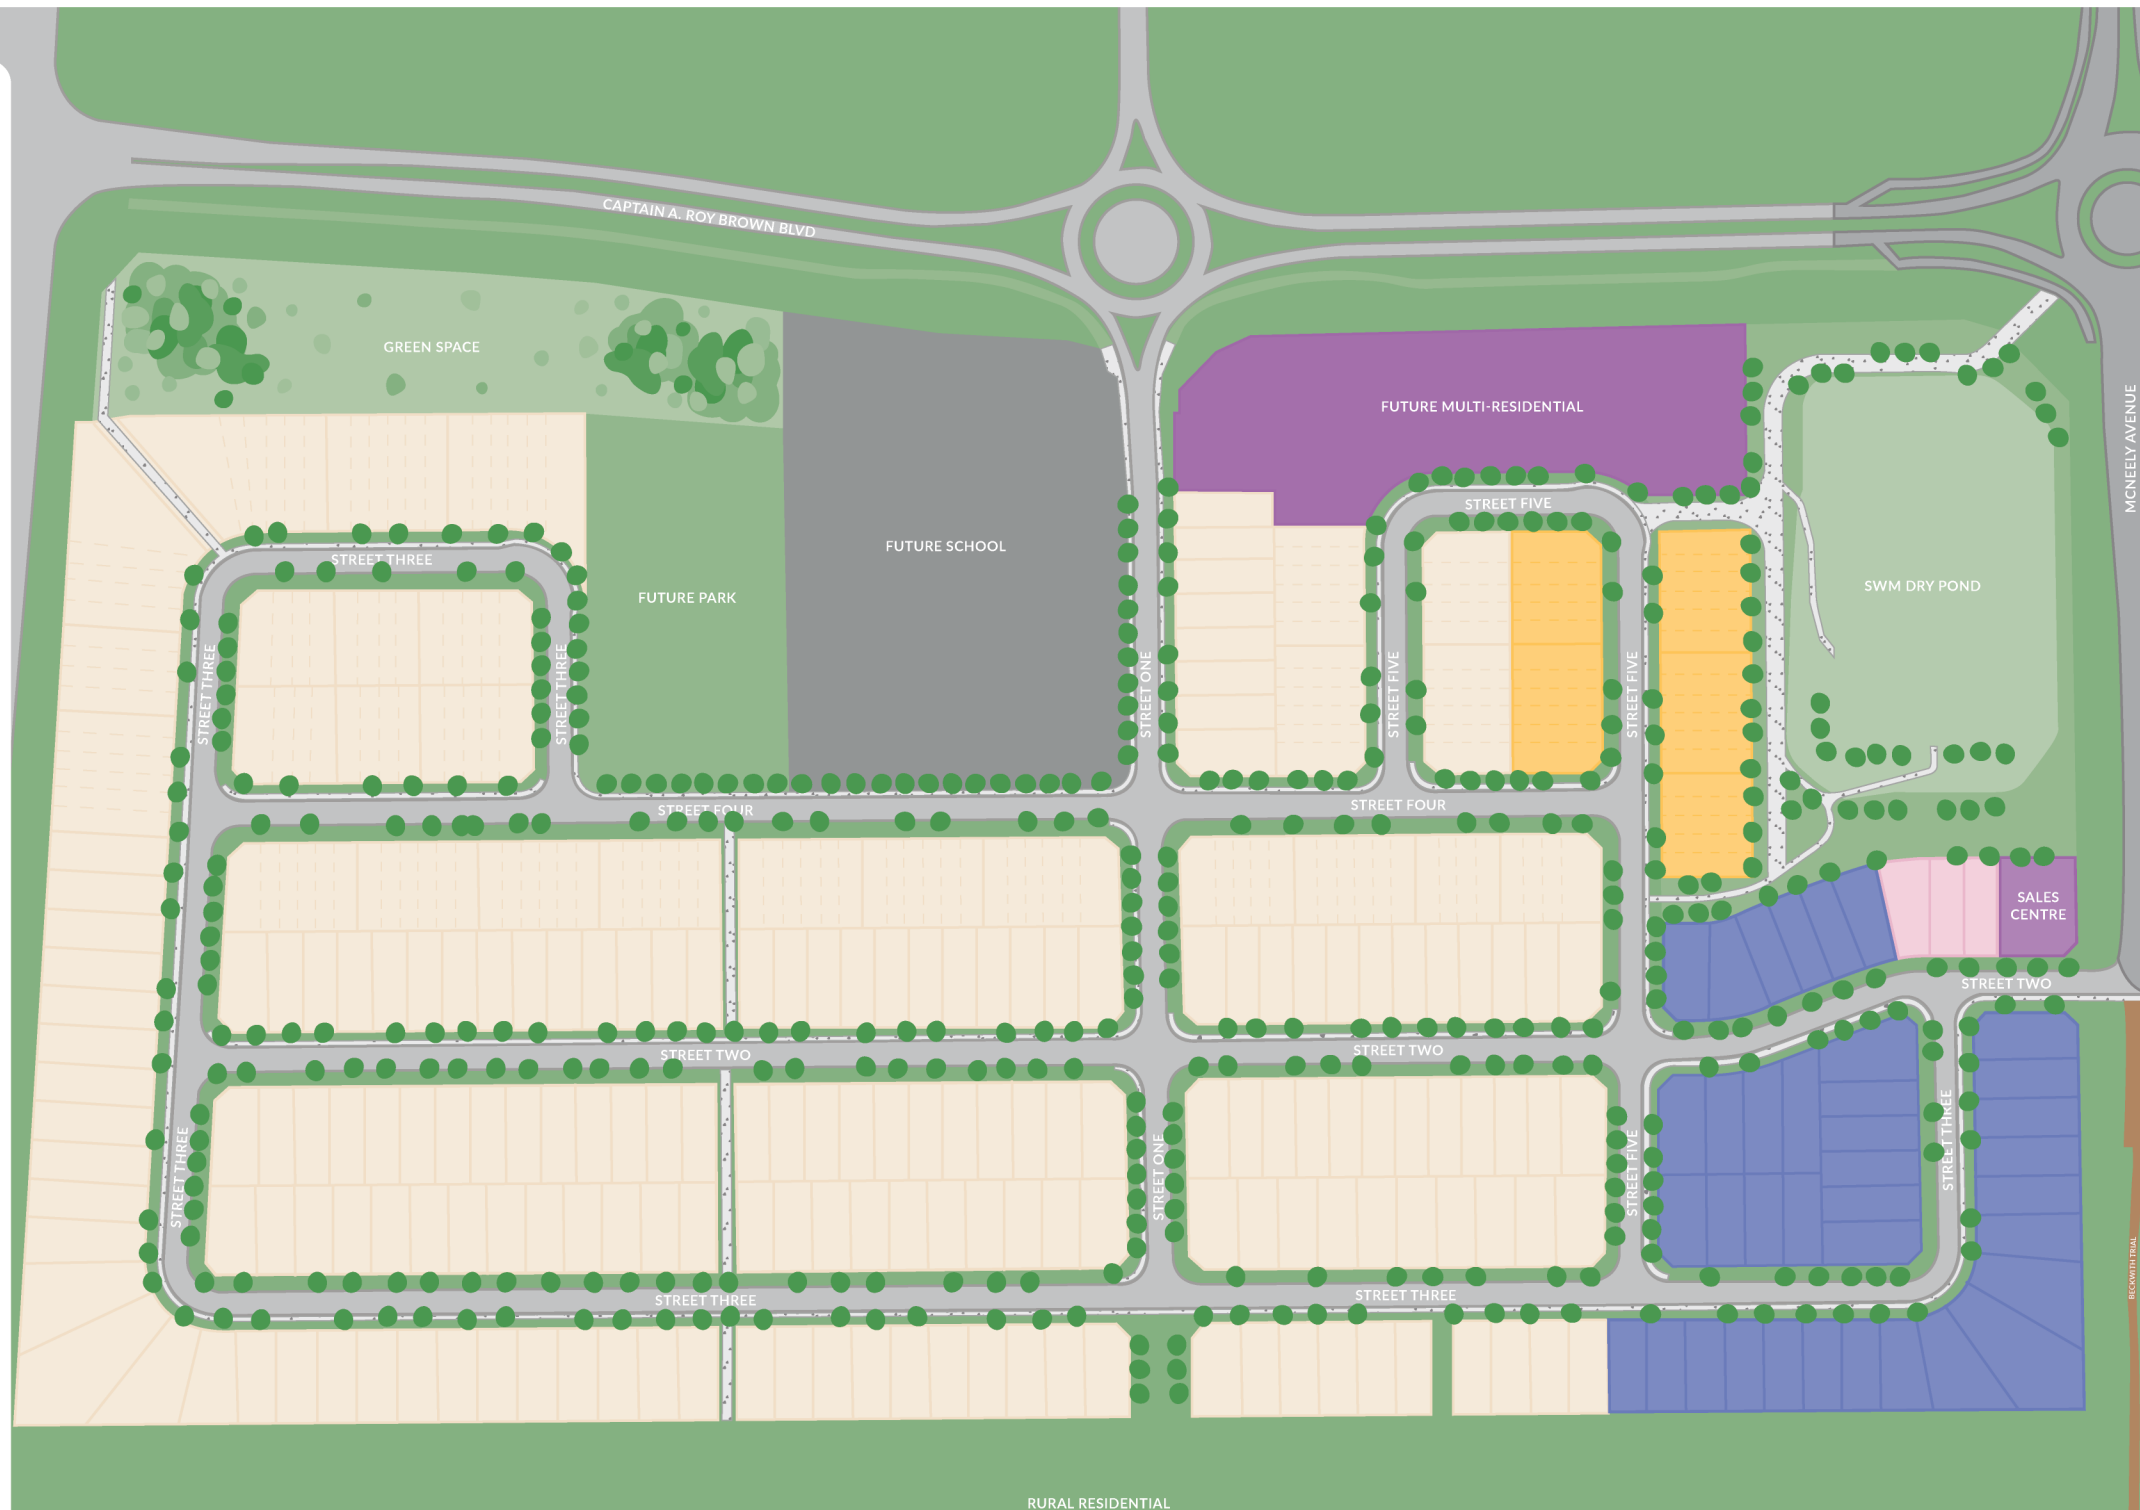 CAPTAIN A. ROY BROWN BLVD
GREEN SPACE
FUTURE MULTI-RESIDENTIAL
MCNEELY AVENUE
STREET FIVE
FUTURE SCHOOL
STREET THREE
FUTURE PARK
SWM DRY POND
STREET THREE
STREET THREE
STREET ONE
STREET FIVE
STREET FIVE
STREET FOUR
STREET FOUR
SALES
CENTRE
STREET TWO
STREET TWO
STREET TWO
STREET THREE
STREET ONE
STREET FIVE
STREET THREE
BECKWITH TRIAL
STREET THREE
STREET THREE
RURAL RESIDENTIAL